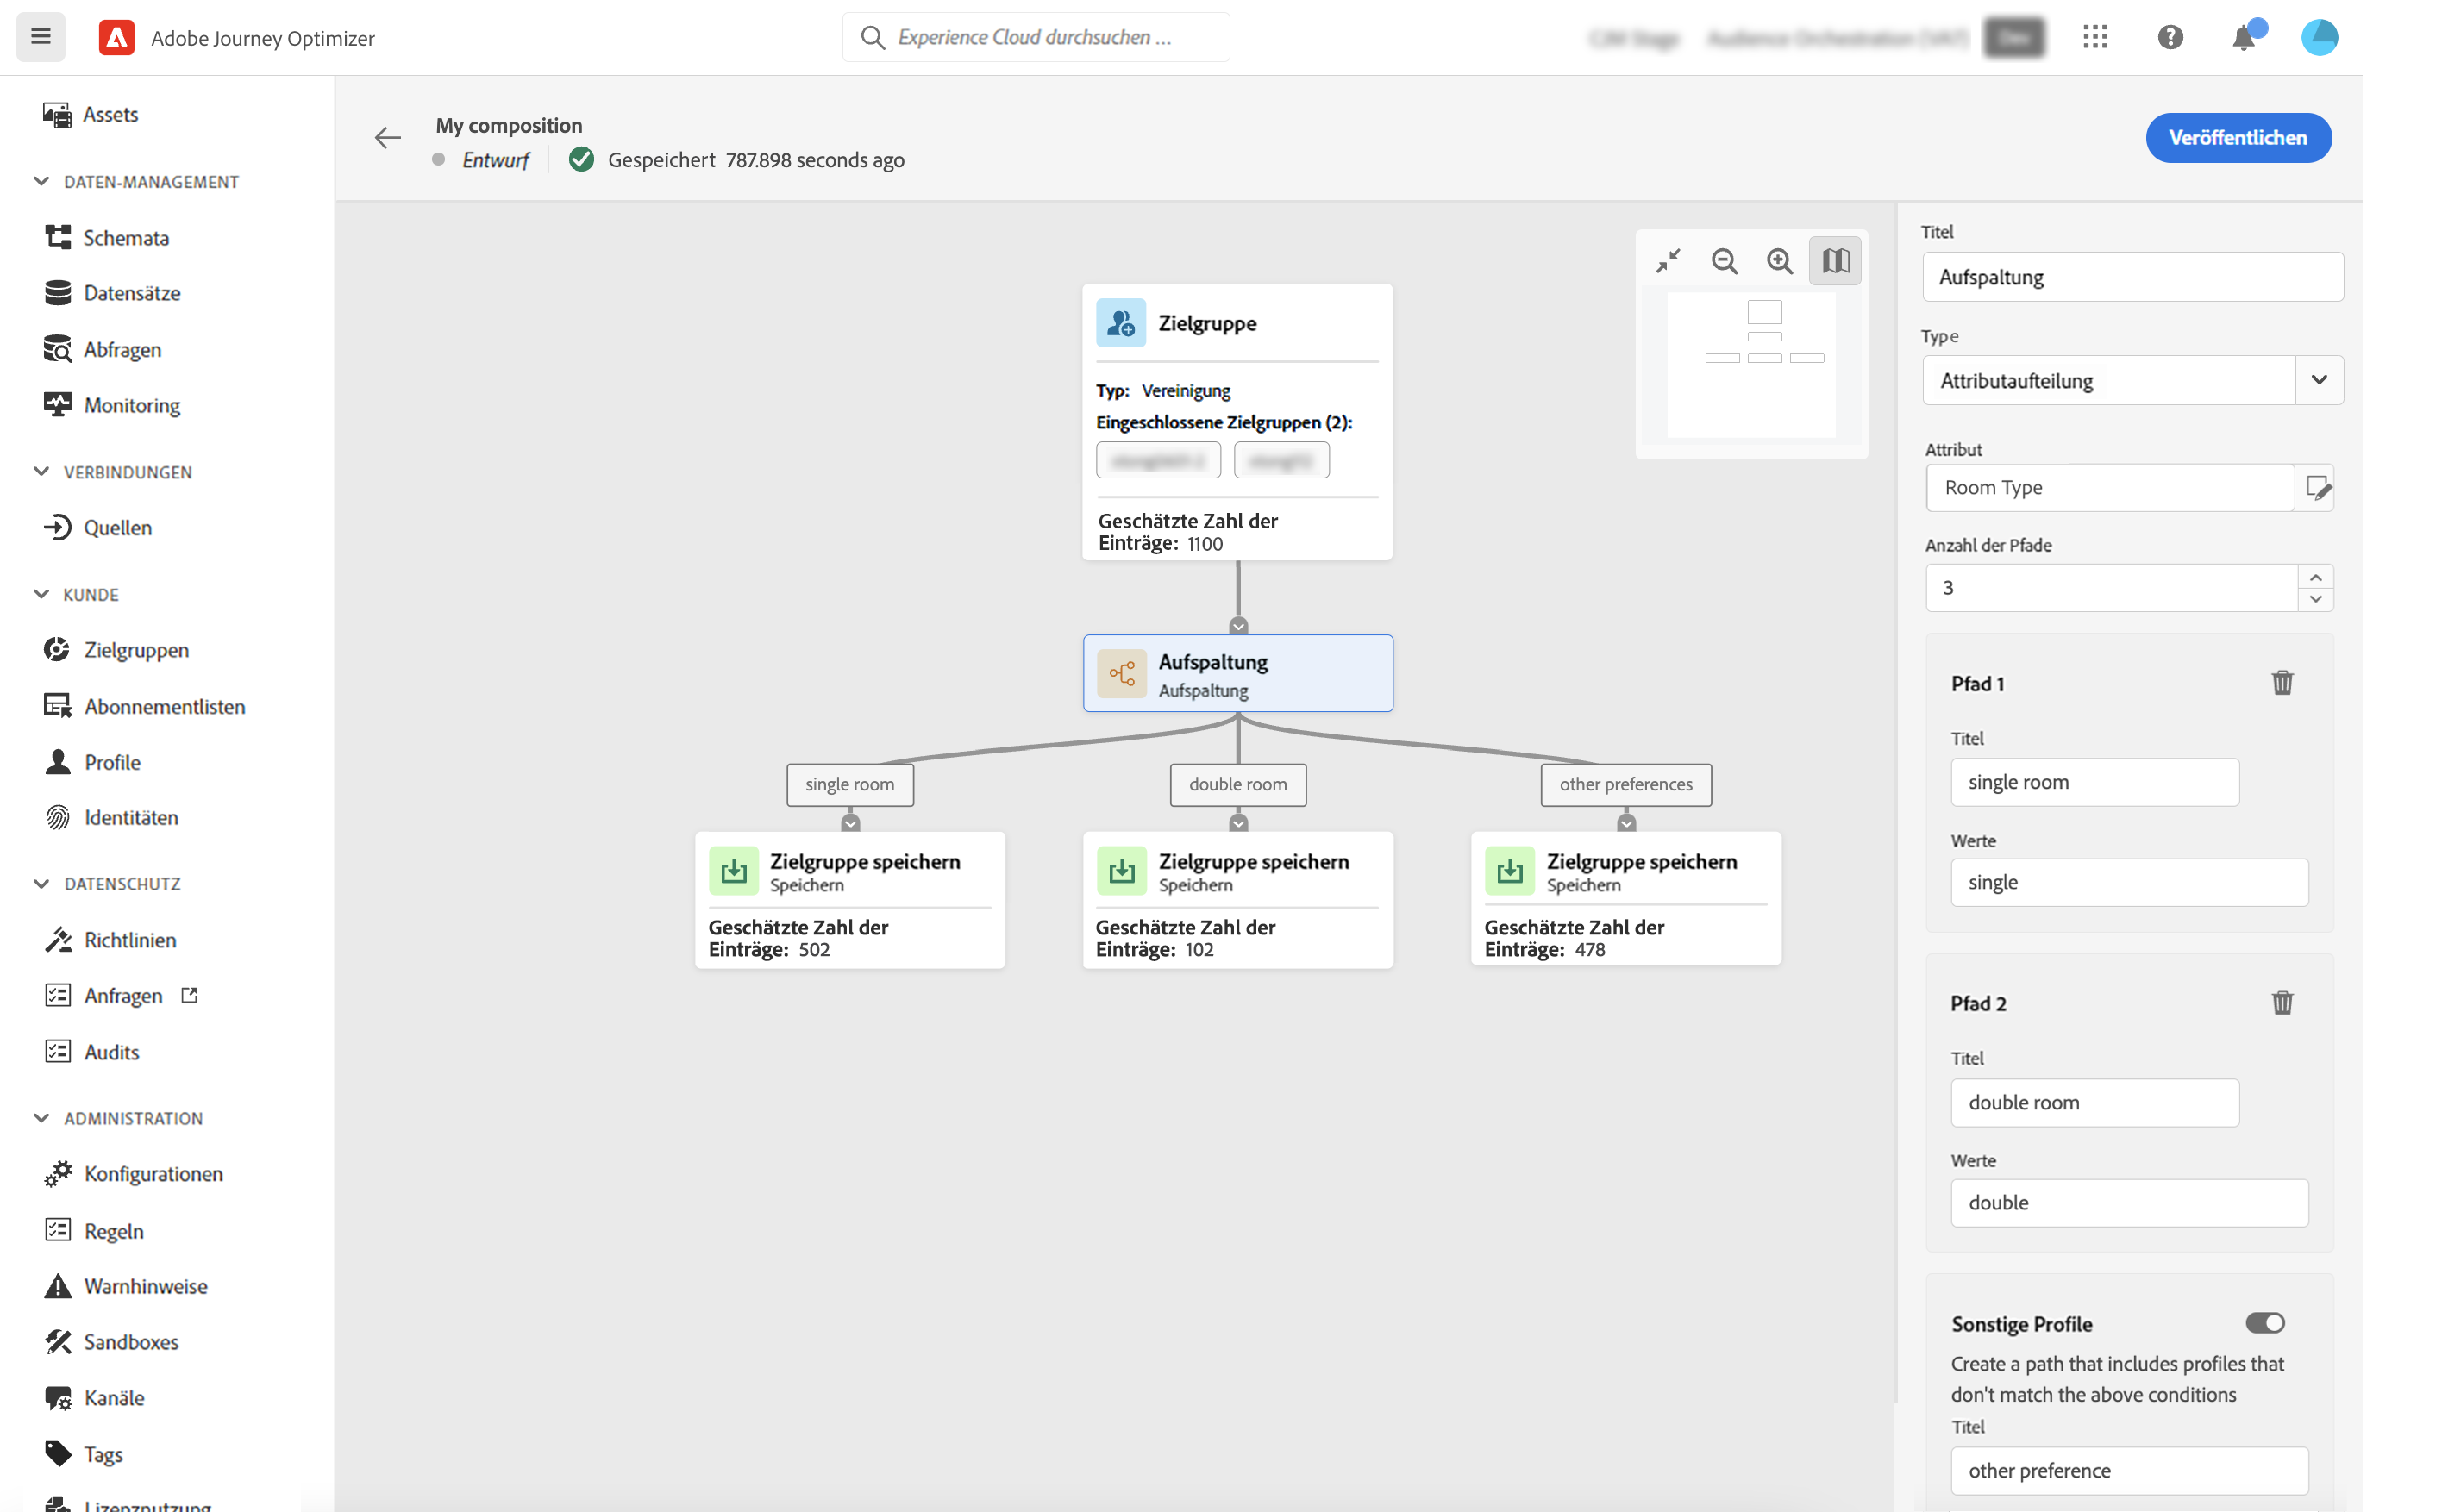 Adobe Journey Optimizer
Experience Cloud durchsuchen ...
Assets
DATEN-MANAGEMENT
Schemata
Datensätze
Abfragen
Monitoring
VERBINDUNGEN
Quellen
KUNDE
Zielgruppen
Abonnementlisten
Profile
Identitäten
DATENSCHUTZ
Richtlinien
Anfragen
Audits
ADMINISTRATION
Konfigurationen
Regeln
Warnhinweise
Sandboxes
Kanäle
Tags
Lizenznutzung
My composition
Entwurf
Gespeichert 787.898 seconds ago
Veröffentlichen
Zielgruppe
Typ: Vereinigung
Eingeschlossene Zielgruppen (2):
Geschätzte Zahl der
Einträge: 1100
Aufspaltung
Aufspaltung
single room
double room
other preferences
Zielgruppe speichern
Speichern
Geschätzte Zahl der
Einträge: 502
Zielgruppe speichern
Speichern
Geschätzte Zahl der
Einträge: 102
Zielgruppe speichern
Speichern
Geschätzte Zahl der
Einträge: 478
Titel
Aufspaltung
Type
Attributaufteilung
Attribut
Room Type
Anzahl der Pfade
3
Pfad 1
Titel
single room
Werte
single
Pfad 2
Titel
double room
Werte
double
Sonstige Profile
Create a path that includes profiles that
don't match the above conditions
Titel
other preference